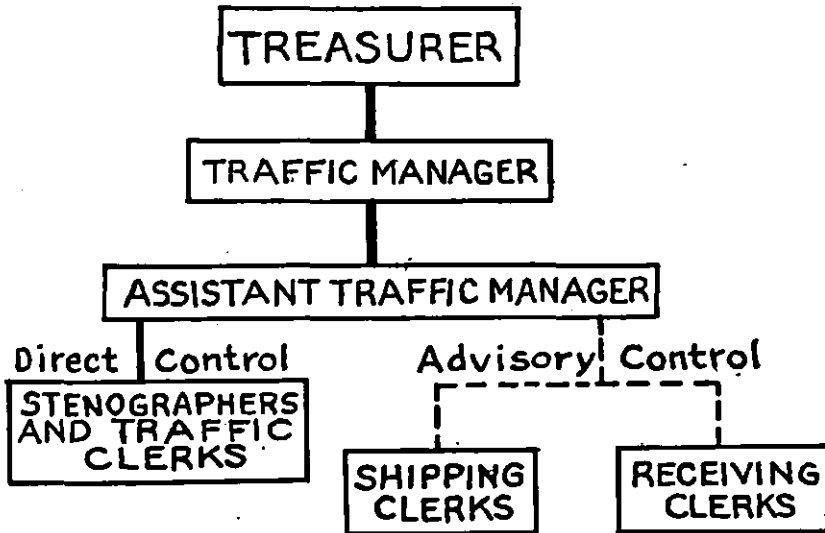 TREASURER
TRAFFIC MANAGER
ASSISTANT TRAFFIC MANAGER
Direct Control
Advisory Control
STENOGRAPHERS
AND TRAFFIC
CLERKS
SHIPPING
CLERKS
RECEIVING
CLERKS